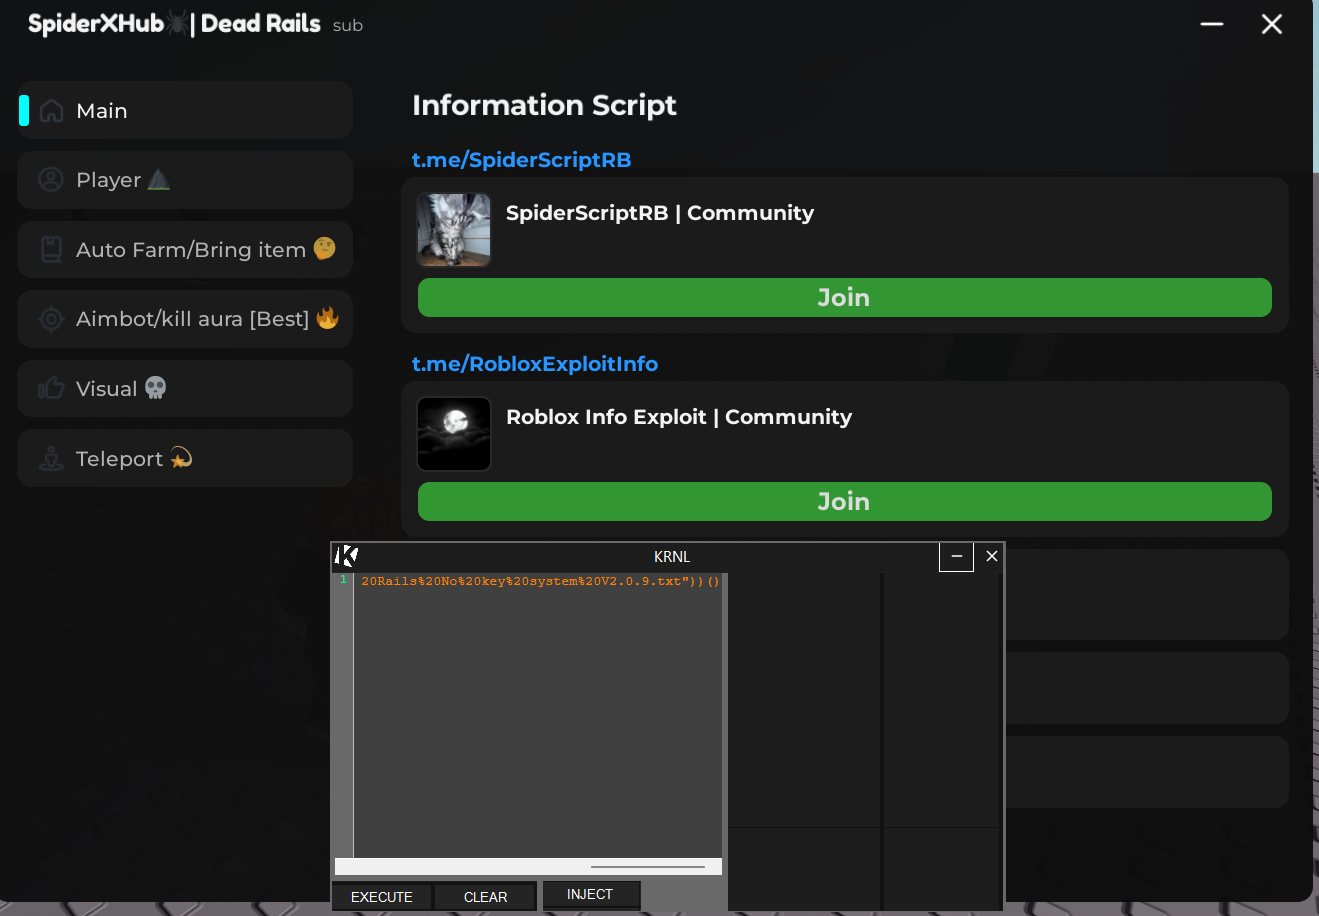 SpiderXHub🕷️| Dead Rails sub
Main
Player
Auto Farm/Bring item 🤔
Aimbot/kill aura [Best] 🔥
Visual 💀
Teleport 💫
Information Script
t.me/SpiderScriptRB
SpiderScriptRB | Community
Join
t.me/RobloxExploitInfo
Roblox Info Exploit | Community
Join
KRNL
1 20Rails%20No%20key%20system%20V2.0.9.txt"))()
EXECUTE CLEAR INJECT